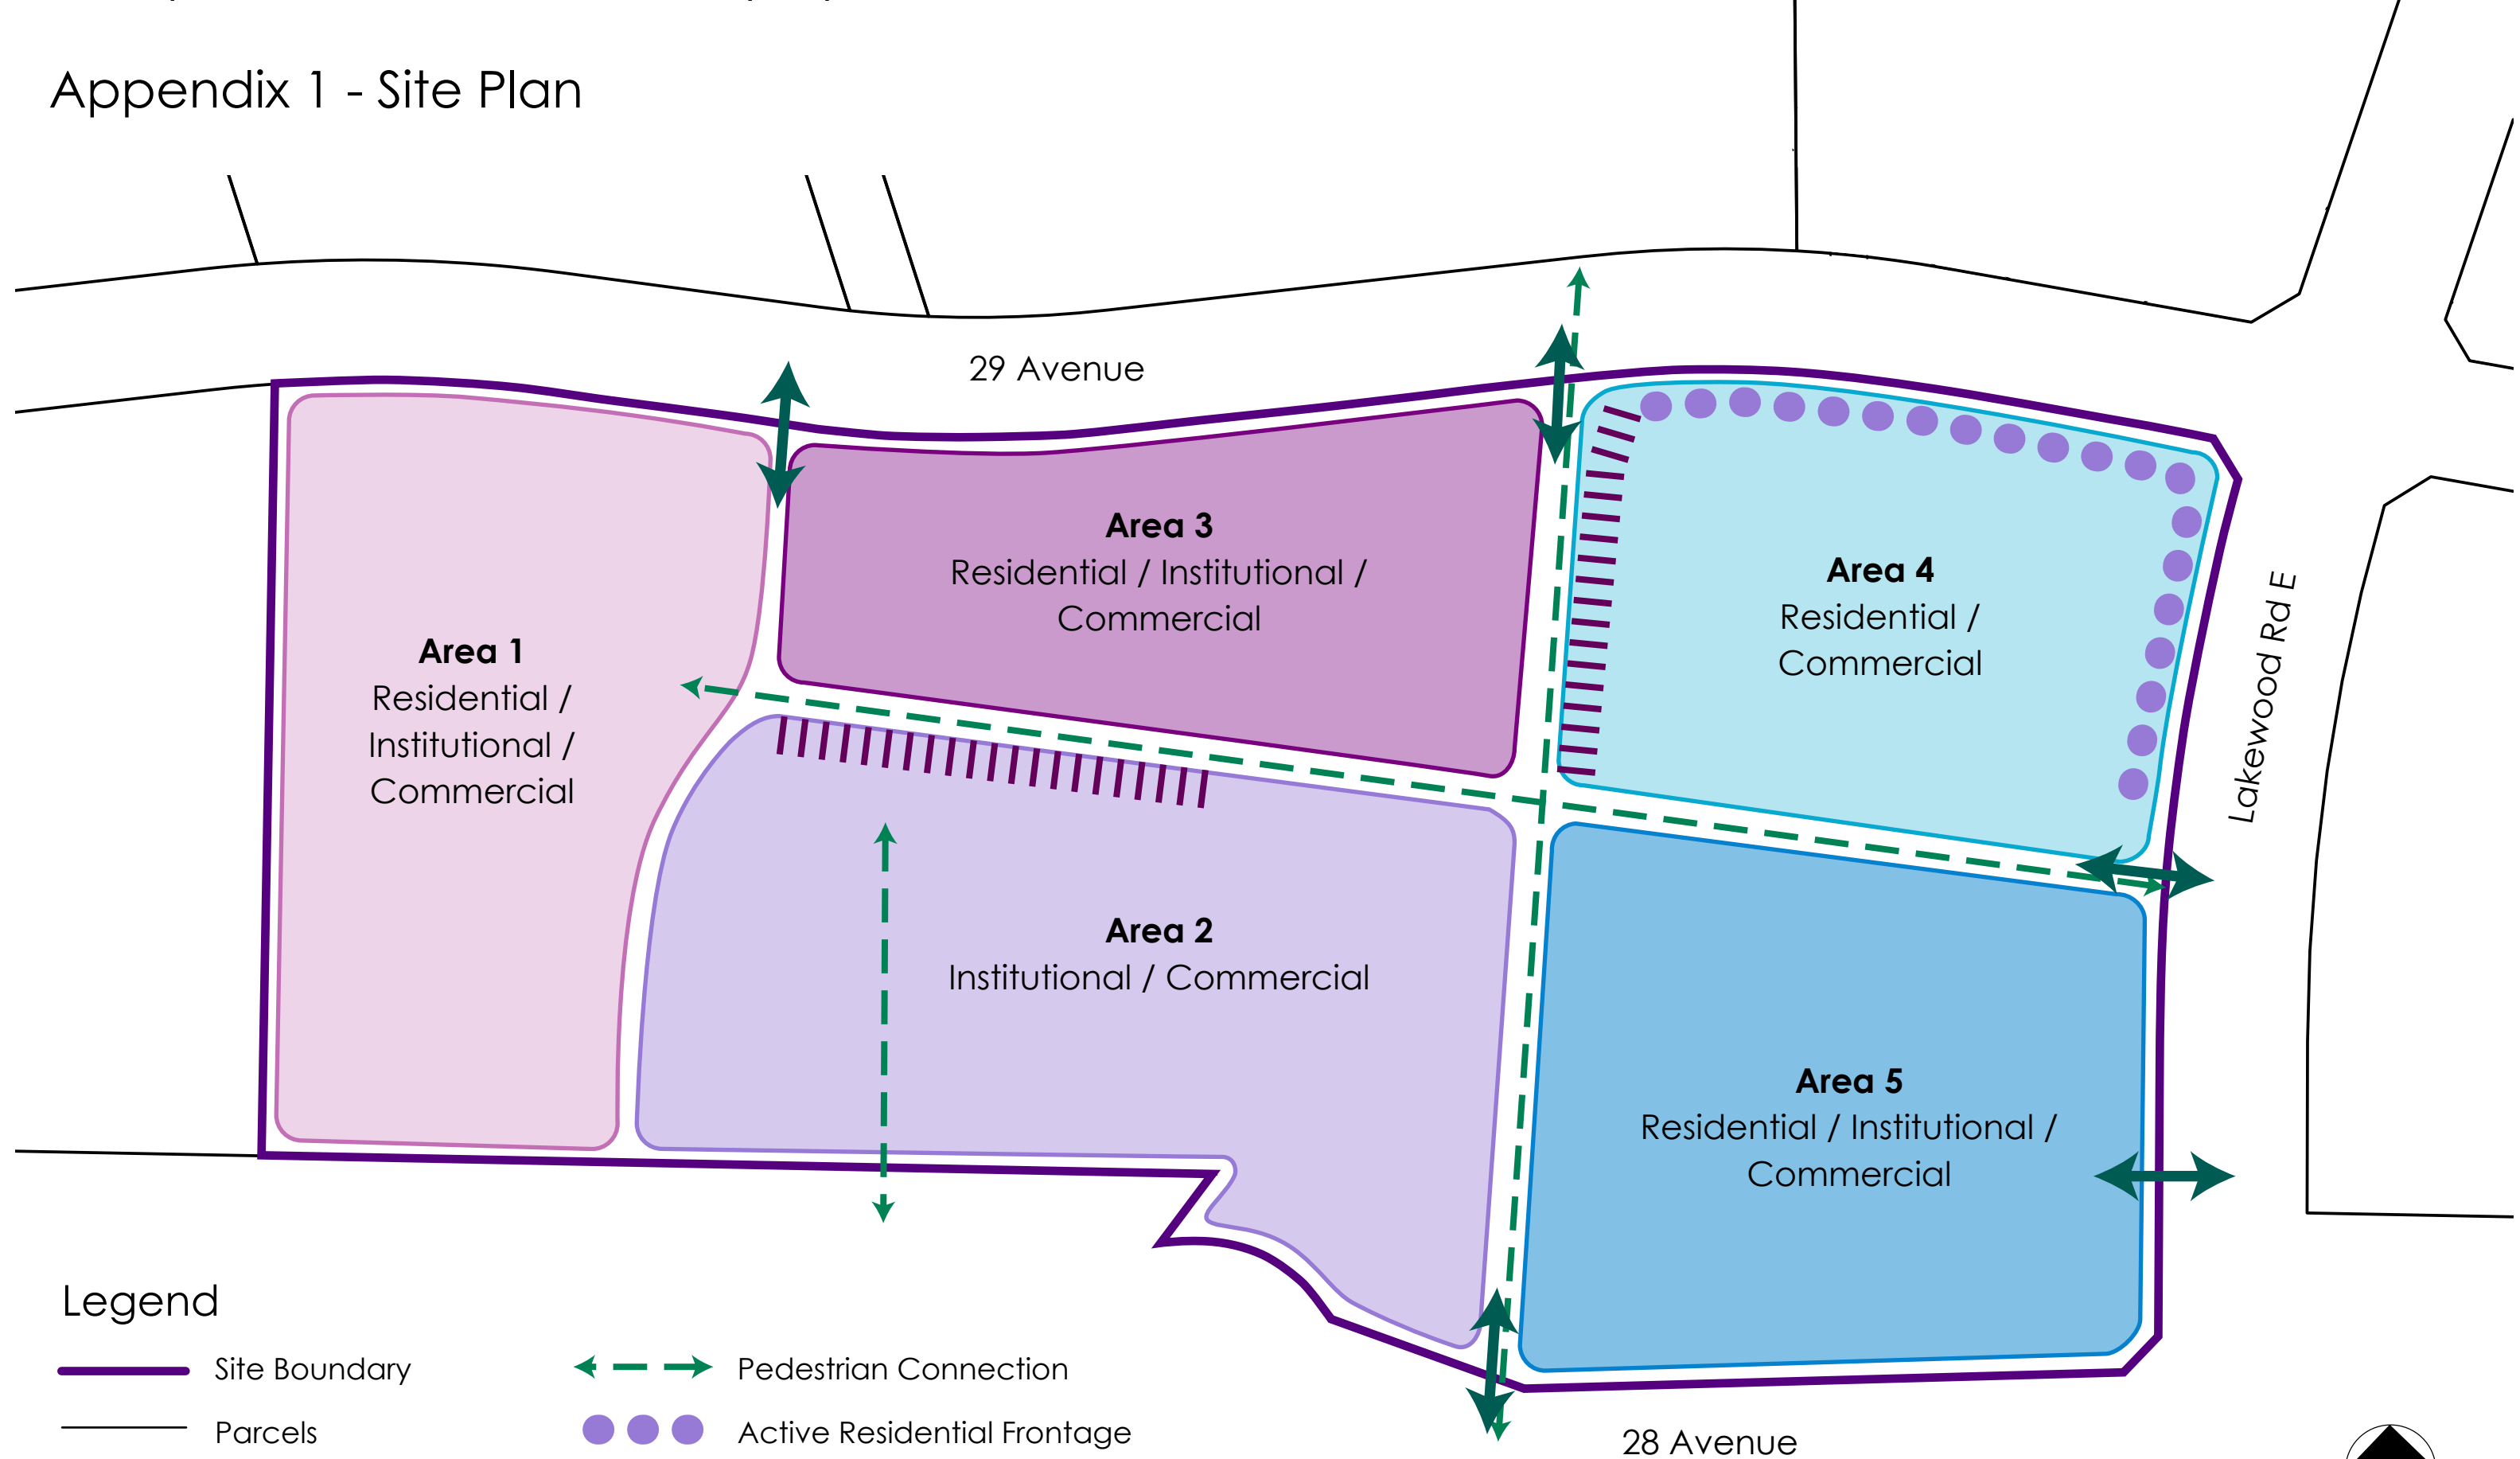 Appendix 1 - Site Plan
29 Avenue
Area 3
Residential / Institutional /
Commercial
Area 4
Residential /
Commercial
Area 1
Residential /
Institutional /
Commercial
Lakewood Rd E
Area 2
Institutional / Commercial
Area 5
Residential / Institutional /
Commercial
Legend
Site Boundary
Pedestrian Connection
Parcels
Active Residential Frontage
28 Avenue